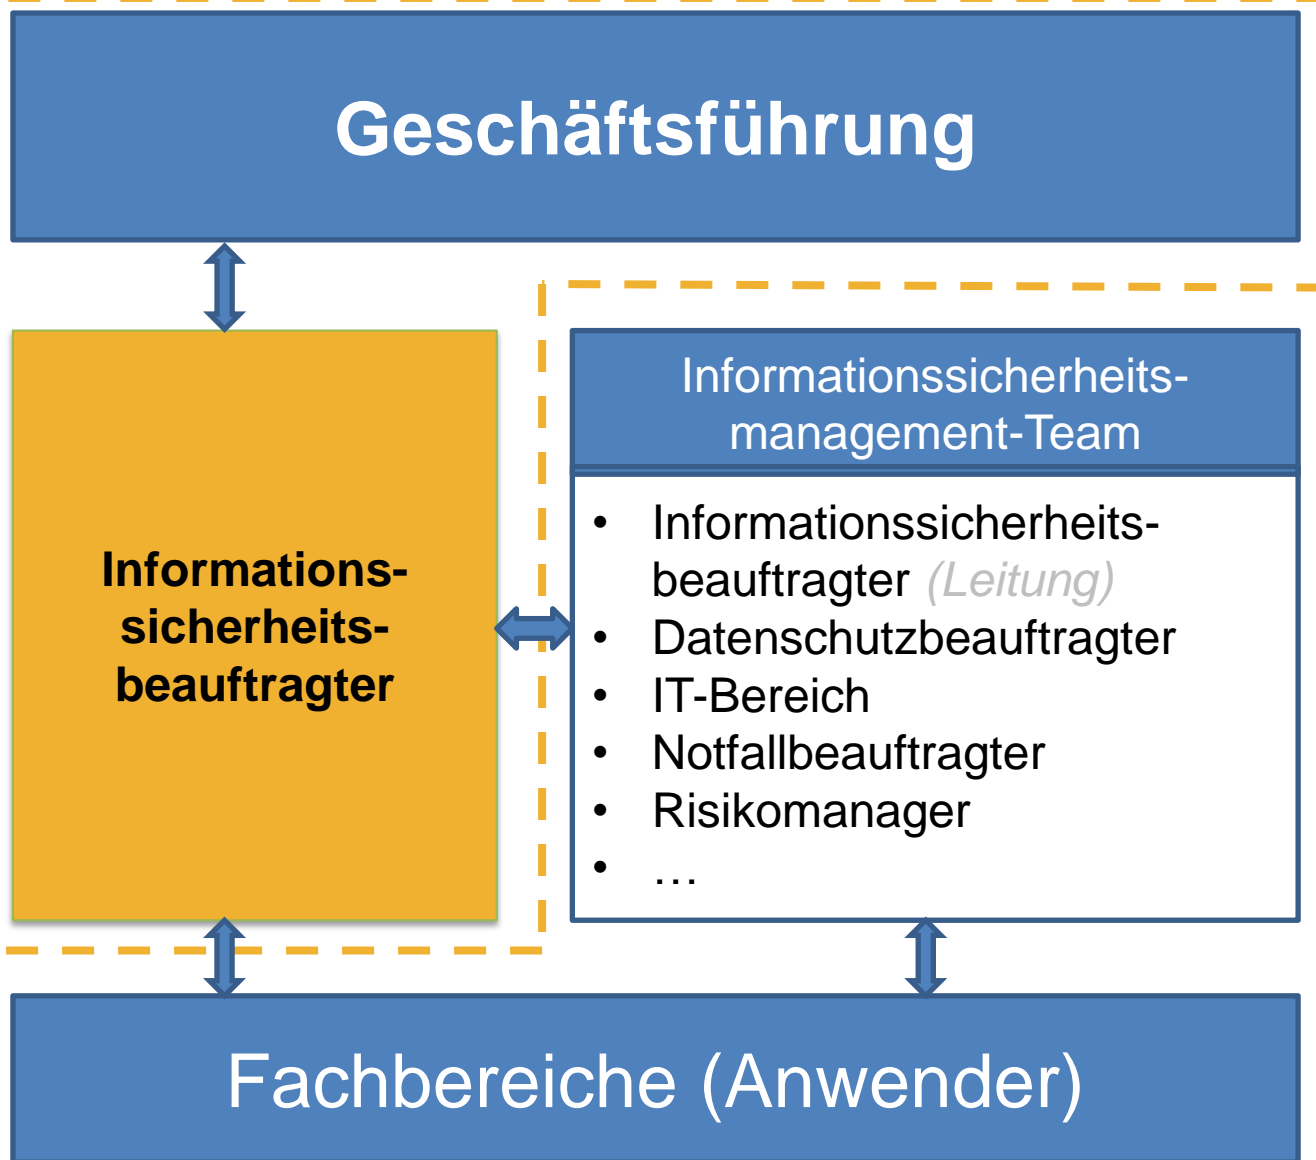 Geschäftsführung
Informations-
sicherheits-
beauftragter
Informationssicherheits-
management-Team
• Informationssicherheits-
beauftragter (Leitung)
• Datenschutzbeauftragter
• IT-Bereich
• Notfallbeauftragter
• Risikomanager
• …
Fachbereiche (Anwender)